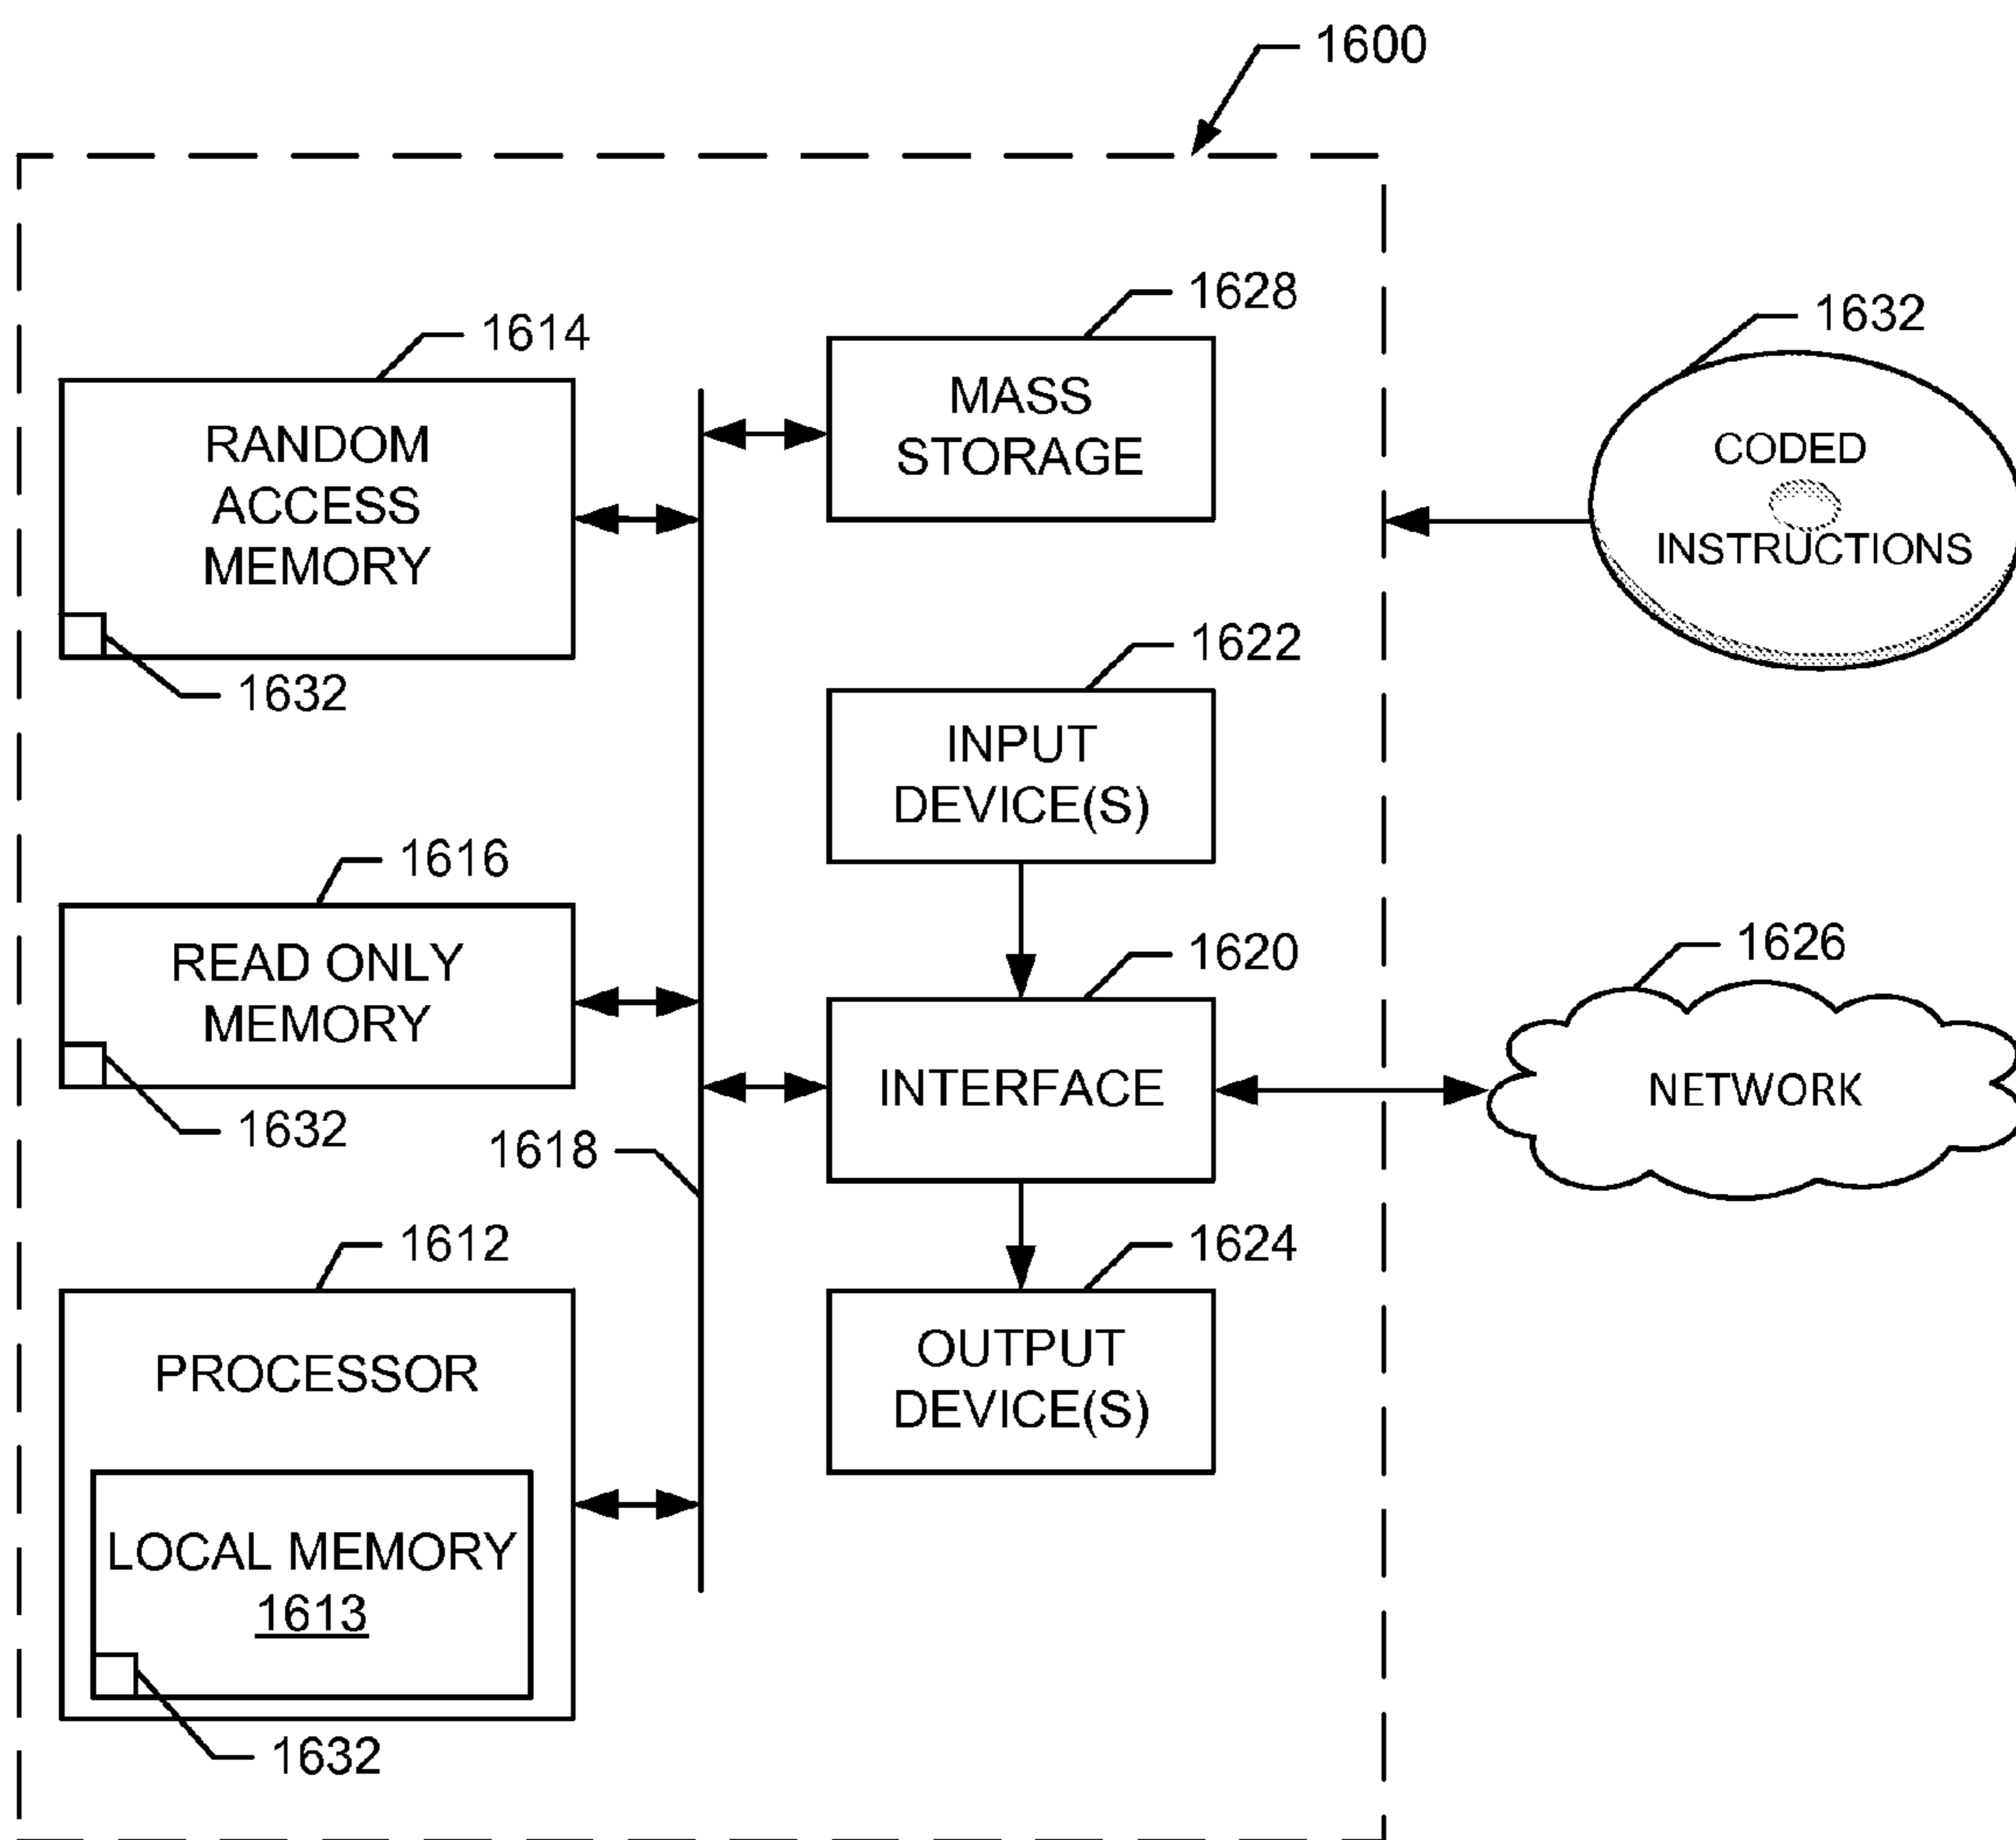 1600
1628
MASS
STORAGE
1614
RANDOM
ACCESS
MEMORY
1632
1632
CODED
INSTRUCTIONS
1622
INPUT
DEVICE(S)
1616
READ ONLY
MEMORY
1632
1620
INTERFACE
1626
NETWORK
1618
1612
PROCESSOR
LOCAL MEMORY
1613
1632
1624
OUTPUT
DEVICE(S)